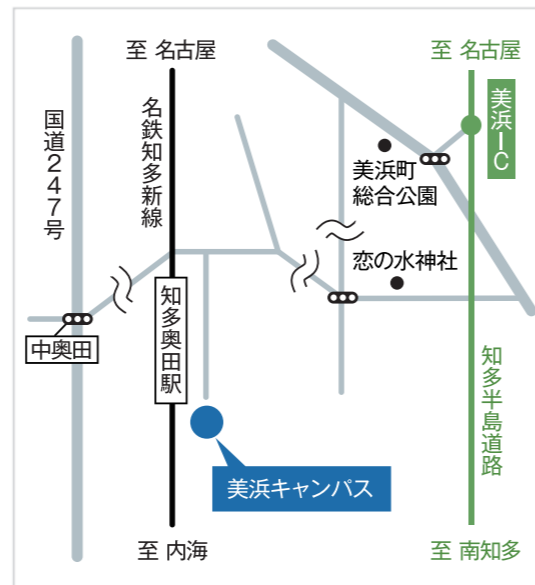 至 名古屋
至 名古屋
国道247号
名鉄知多新線
美浜IC
美浜町
総合公園
恋の水神社
知多奥田駅
中奥田
知多半島道路
美浜キャンパス
至 内海
至 南知多